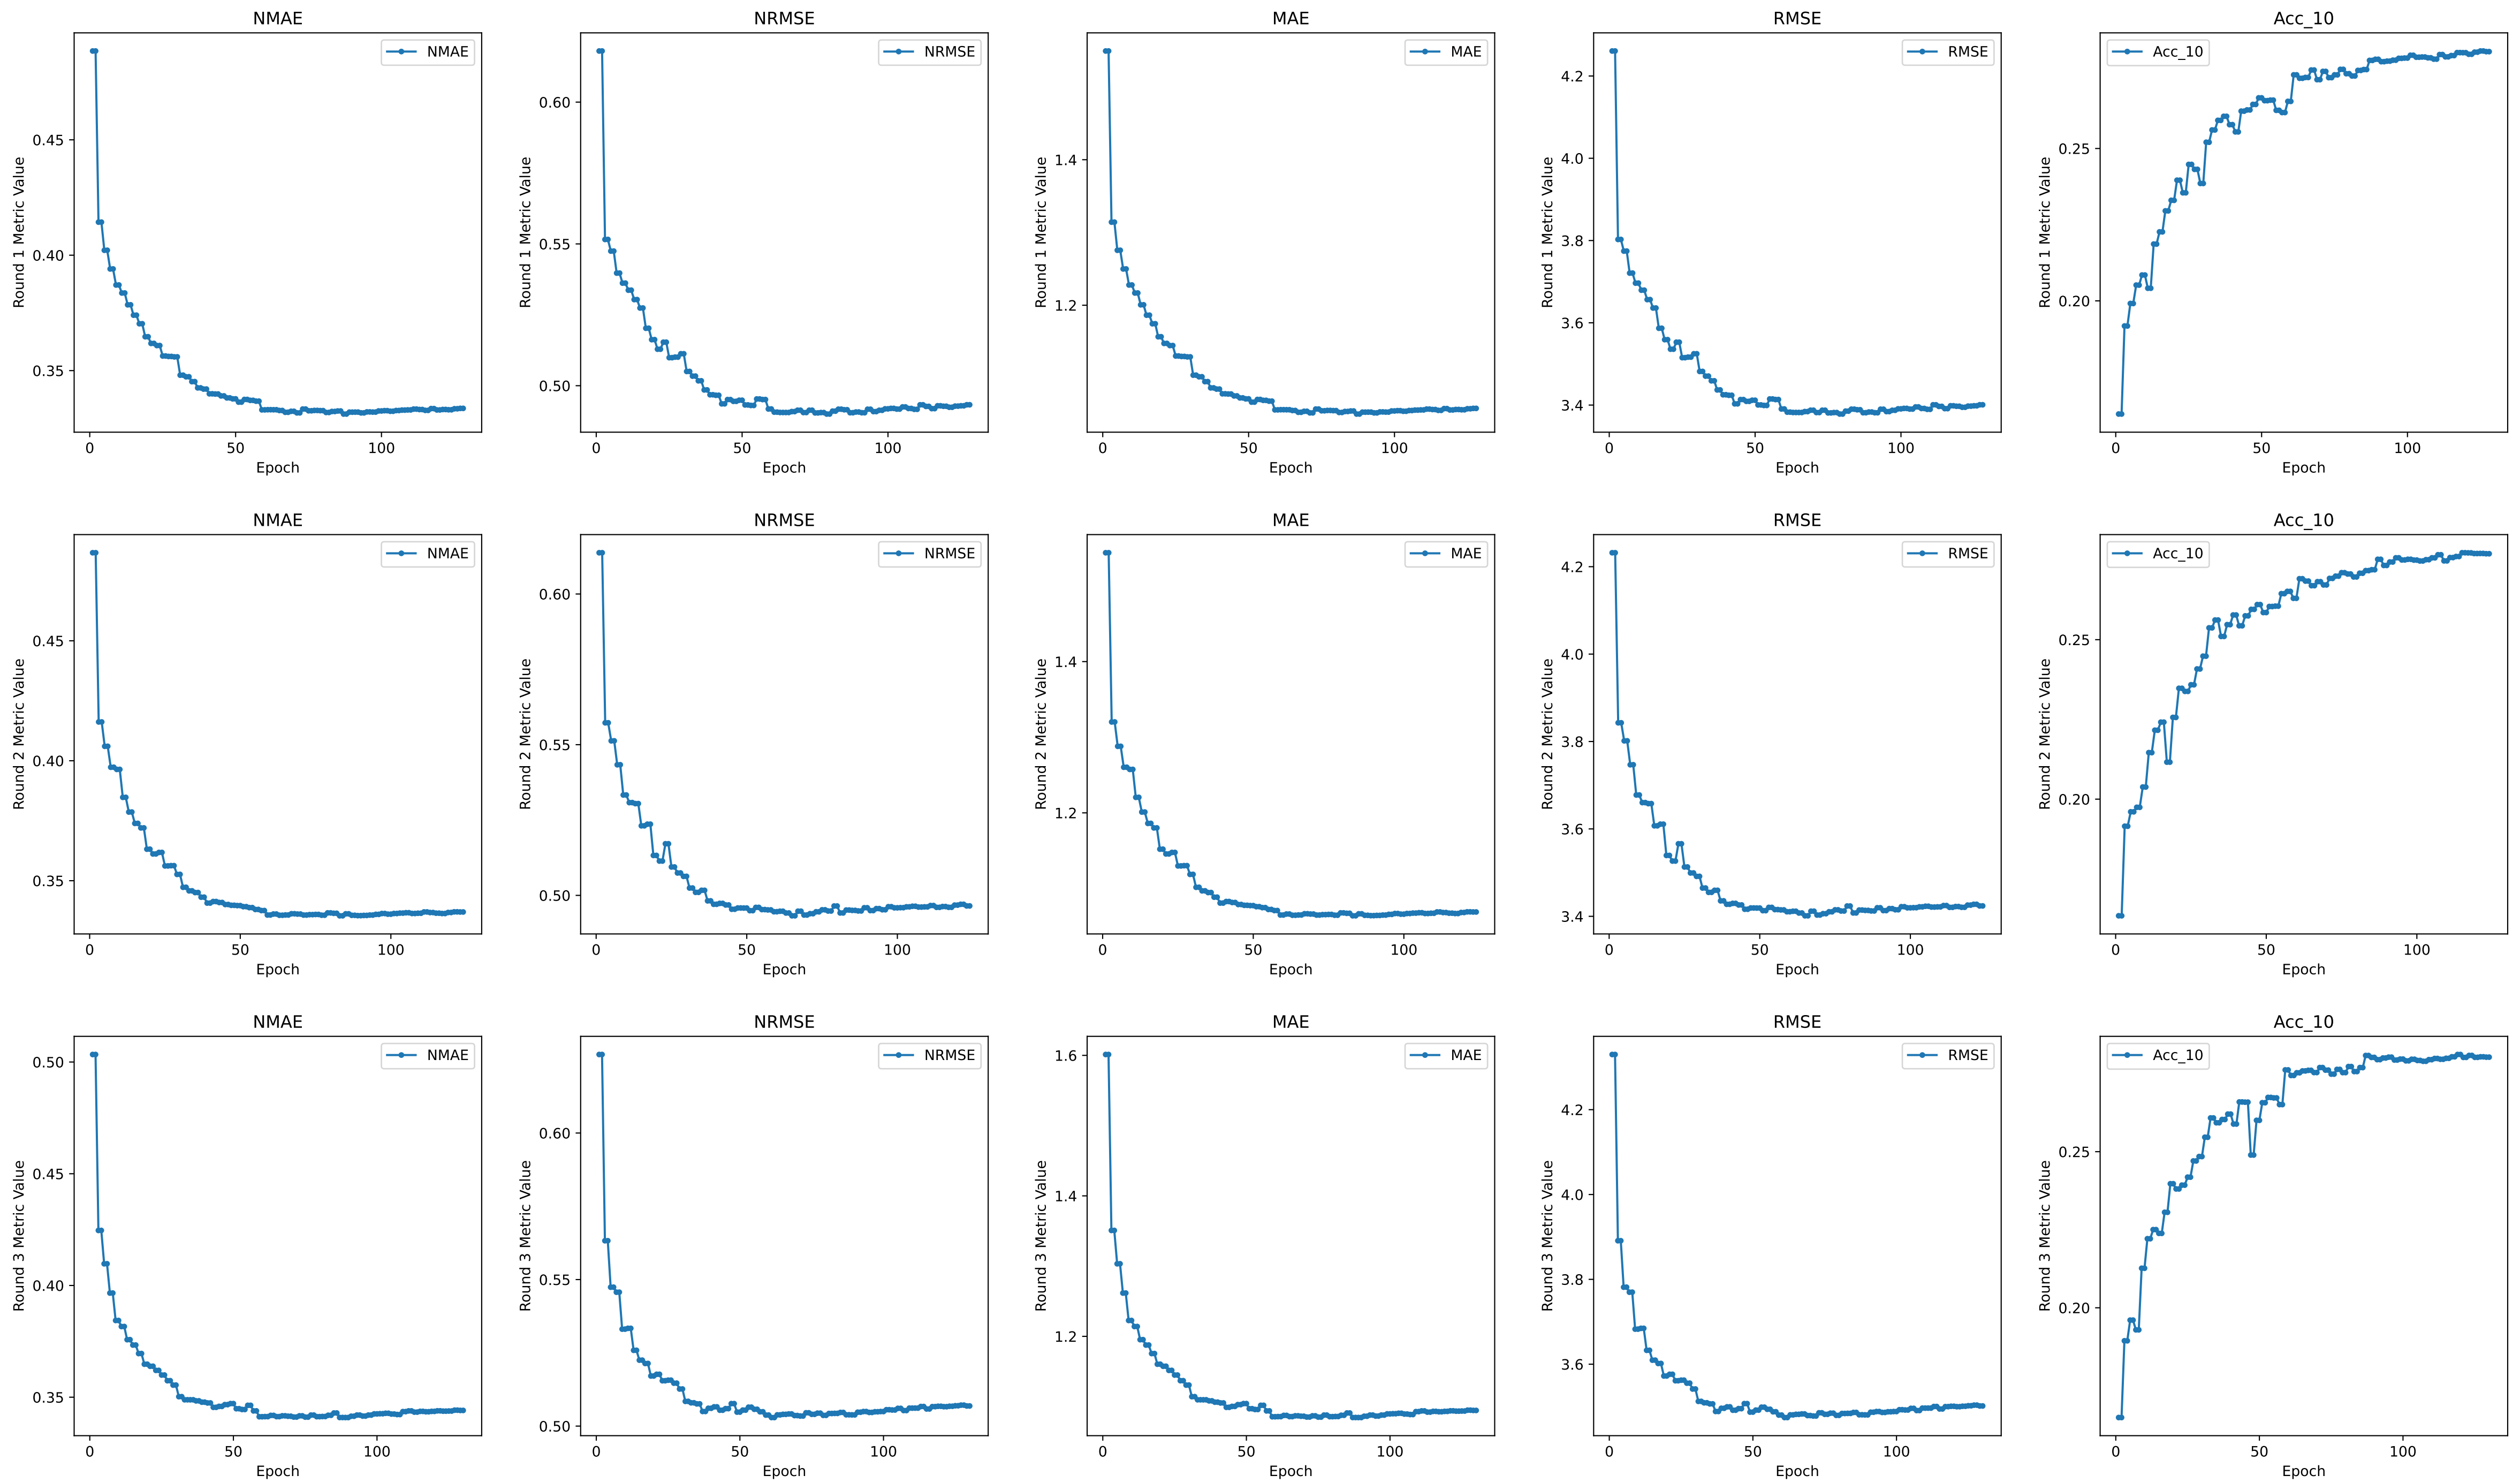 NMAE
NRMSE
MAE
RMSE
Acc_10
Round 1 Metric Value
0.45
0.40
0.35
NMAE
0
50
100
Epoch
Round 1 Metric Value
0.60
0.55
0.50
NRMSE
0
50
100
Epoch
Round 1 Metric Value
1.4
1.2
MAE
0
50
100
Epoch
Round 1 Metric Value
4.2
4.0
3.8
3.6
3.4
RMSE
0
50
100
Epoch
Round 1 Metric Value
0.25
0.20
Acc_10
0
50
100
Epoch
NMAE
NRMSE
MAE
RMSE
Acc_10
Round 2 Metric Value
0.45
0.40
0.35
NMAE
0
50
100
Epoch
Round 2 Metric Value
0.60
0.55
0.50
NRMSE
0
50
100
Epoch
Round 2 Metric Value
1.4
1.2
MAE
0
50
100
Epoch
Round 2 Metric Value
4.2
4.0
3.8
3.6
3.4
RMSE
0
50
100
Epoch
Round 2 Metric Value
0.25
0.20
Acc_10
0
50
100
Epoch
NMAE
NRMSE
MAE
RMSE
Acc_10
Round 3 Metric Value
0.50
0.45
0.40
0.35
NMAE
0
50
100
Epoch
Round 3 Metric Value
0.60
0.55
0.50
NRMSE
0
50
100
Epoch
Round 3 Metric Value
1.6
1.4
1.2
MAE
0
50
100
Epoch
Round 3 Metric Value
4.2
4.0
3.8
3.6
RMSE
0
50
100
Epoch
Round 3 Metric Value
0.25
0.20
Acc_10
0
50
100
Epoch